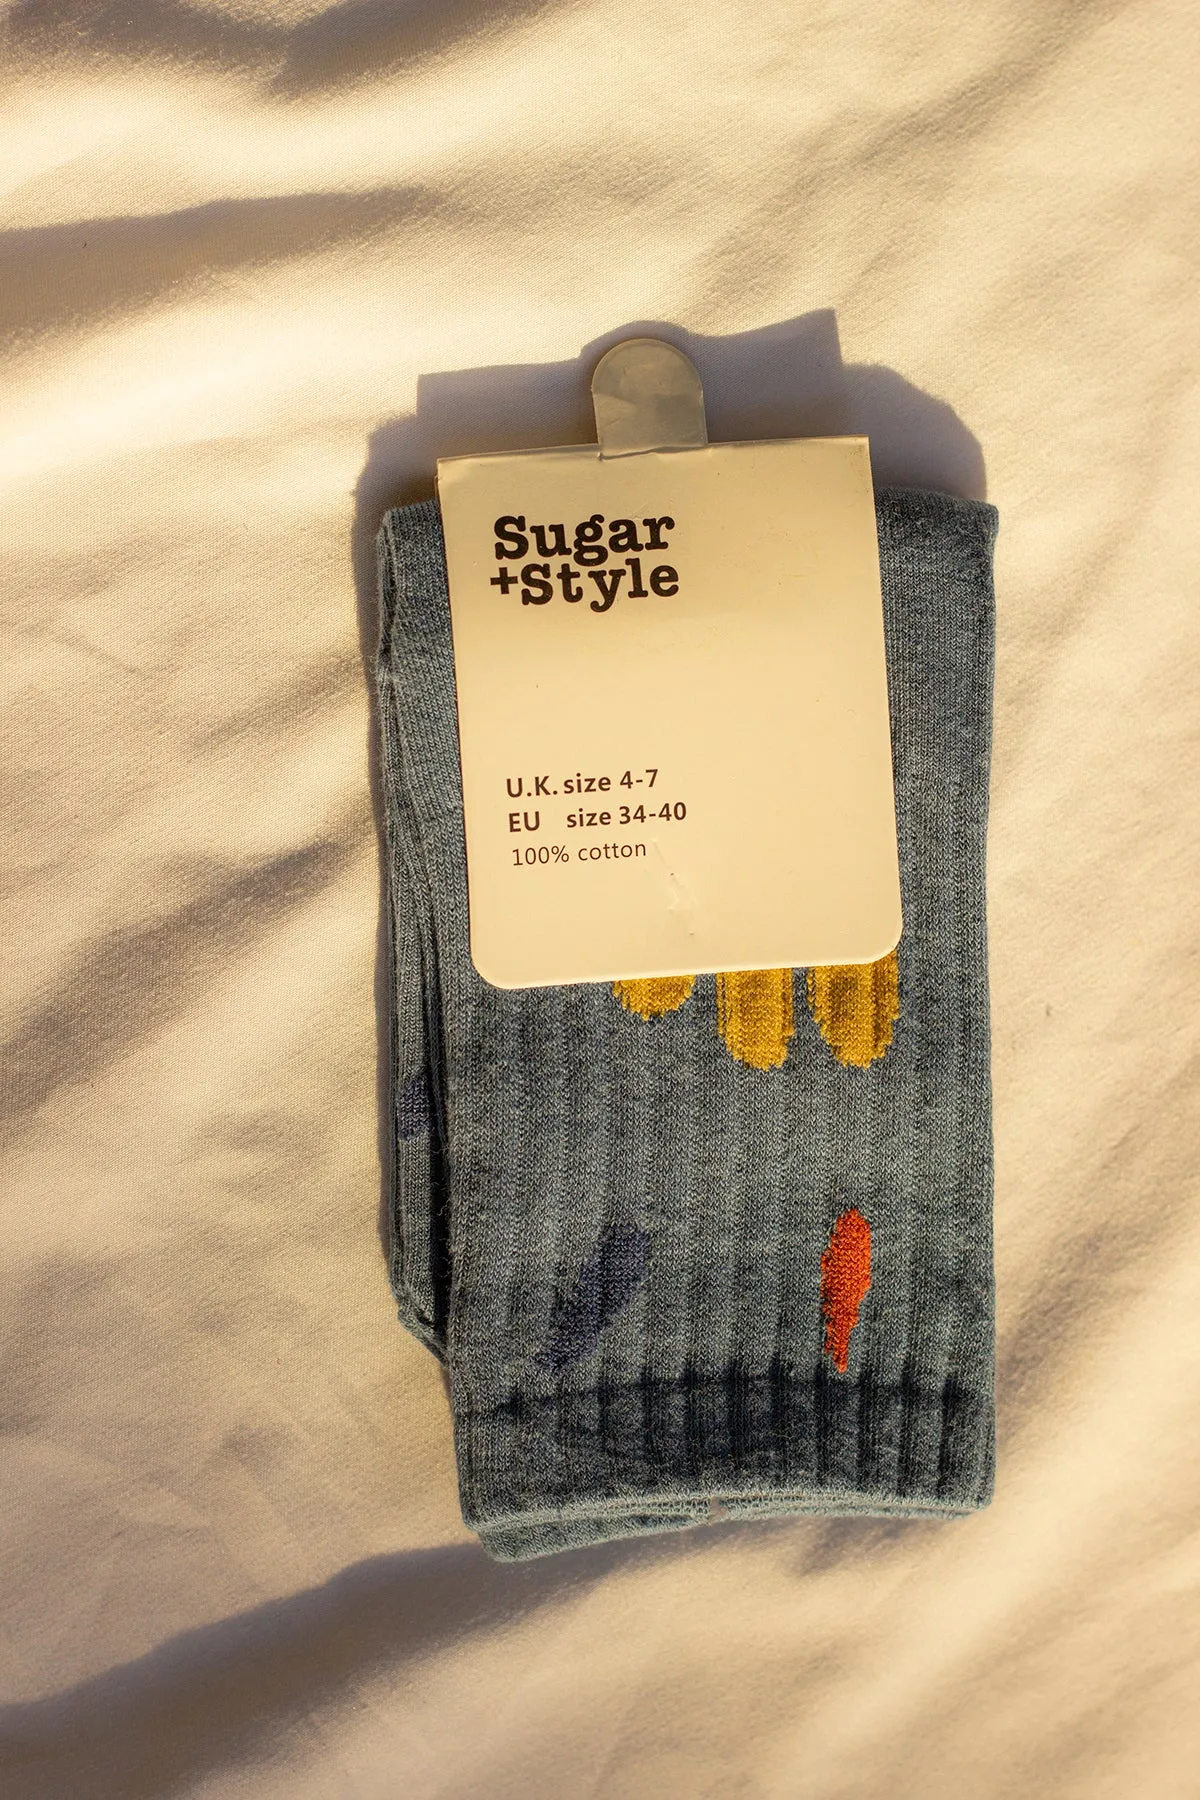 Sugar
+Style
U.K. size 4-7
EU size 34-40
100% cotton